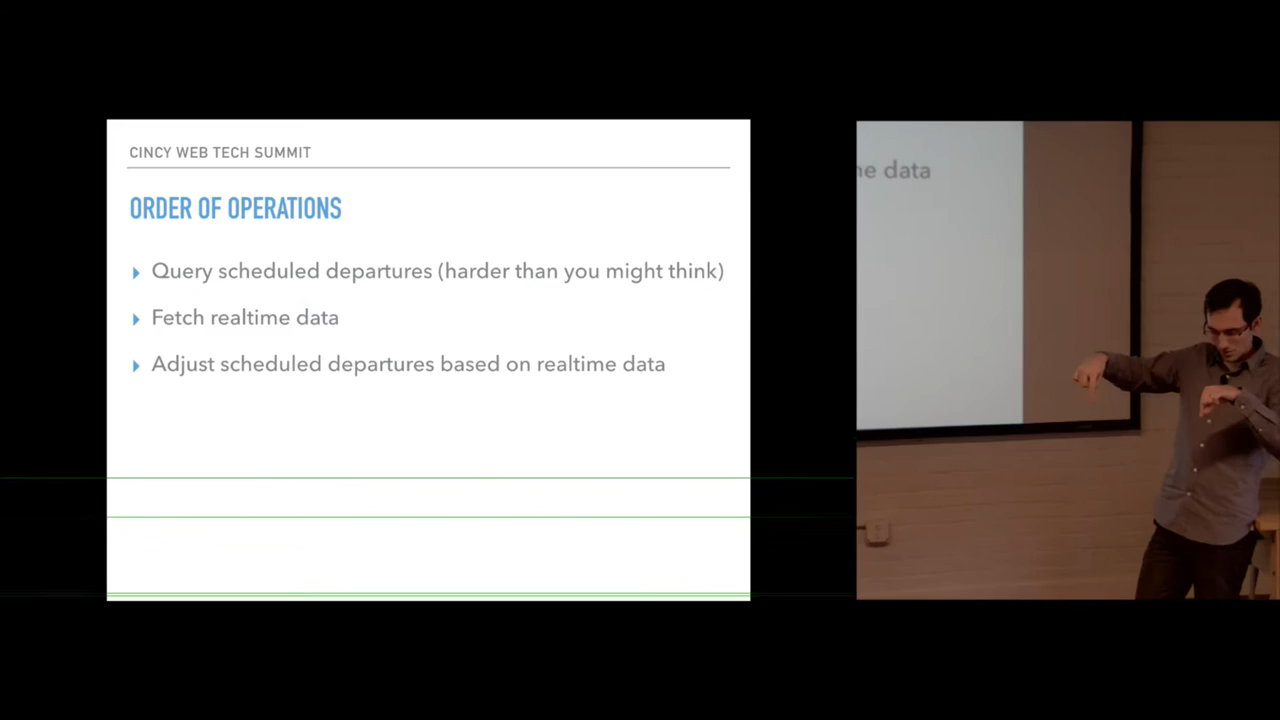 CINCY WEB TECH SUMMIT
ORDER OF OPERATIONS
Query scheduled departures (harder than you might think)
Fetch realtime data
Adjust scheduled departures based on realtime data
data